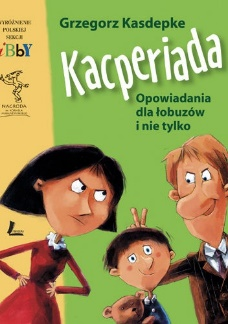 Grzegorz Kasdepke
Kacperiada
Opowiadania
dla łobuzów
i nie tylko
WYRÓŻNIENIE
POLSKIEJ
SEKCJI
iBbY
NAGRODA